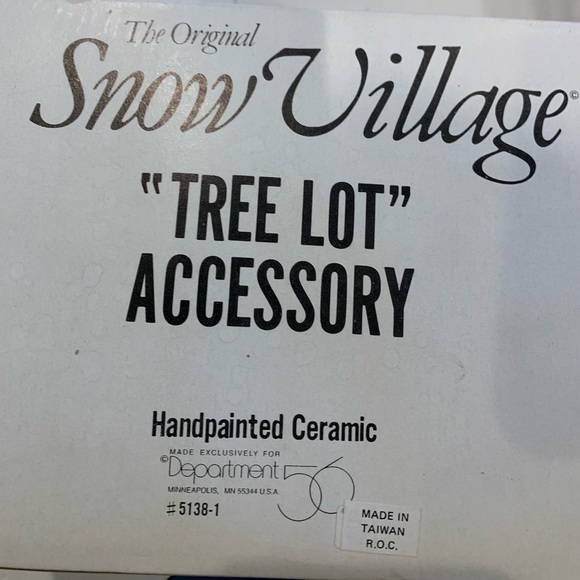 The Original
Snow Village©
"TREE LOT"
ACCESSORY
Handpainted Ceramic
MADE EXCLUSIVELY FOR
©Department 56
MINNEAPOLIS, MN 55344 U.S.A.
#5138-1
MADE IN
TAIWAN
R.O.C.